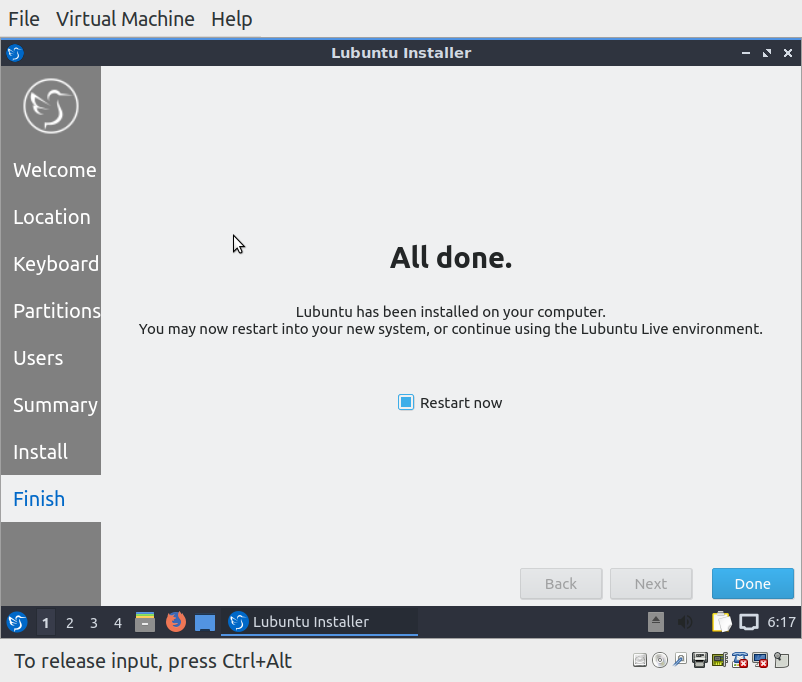 File Virtual Machine Help
Lubuntu Installer
Welcome
Location
Keyboard
Partitions
Users
Summary
Install
Finish
All done.
Lubuntu has been installed on your computer.
You may now restart into your new system, or continue using the Lubuntu Live environment.
Restart now
Back Next Done
1 2 3 4 Lubuntu Installer 6:17
To release input, press Ctrl+Alt